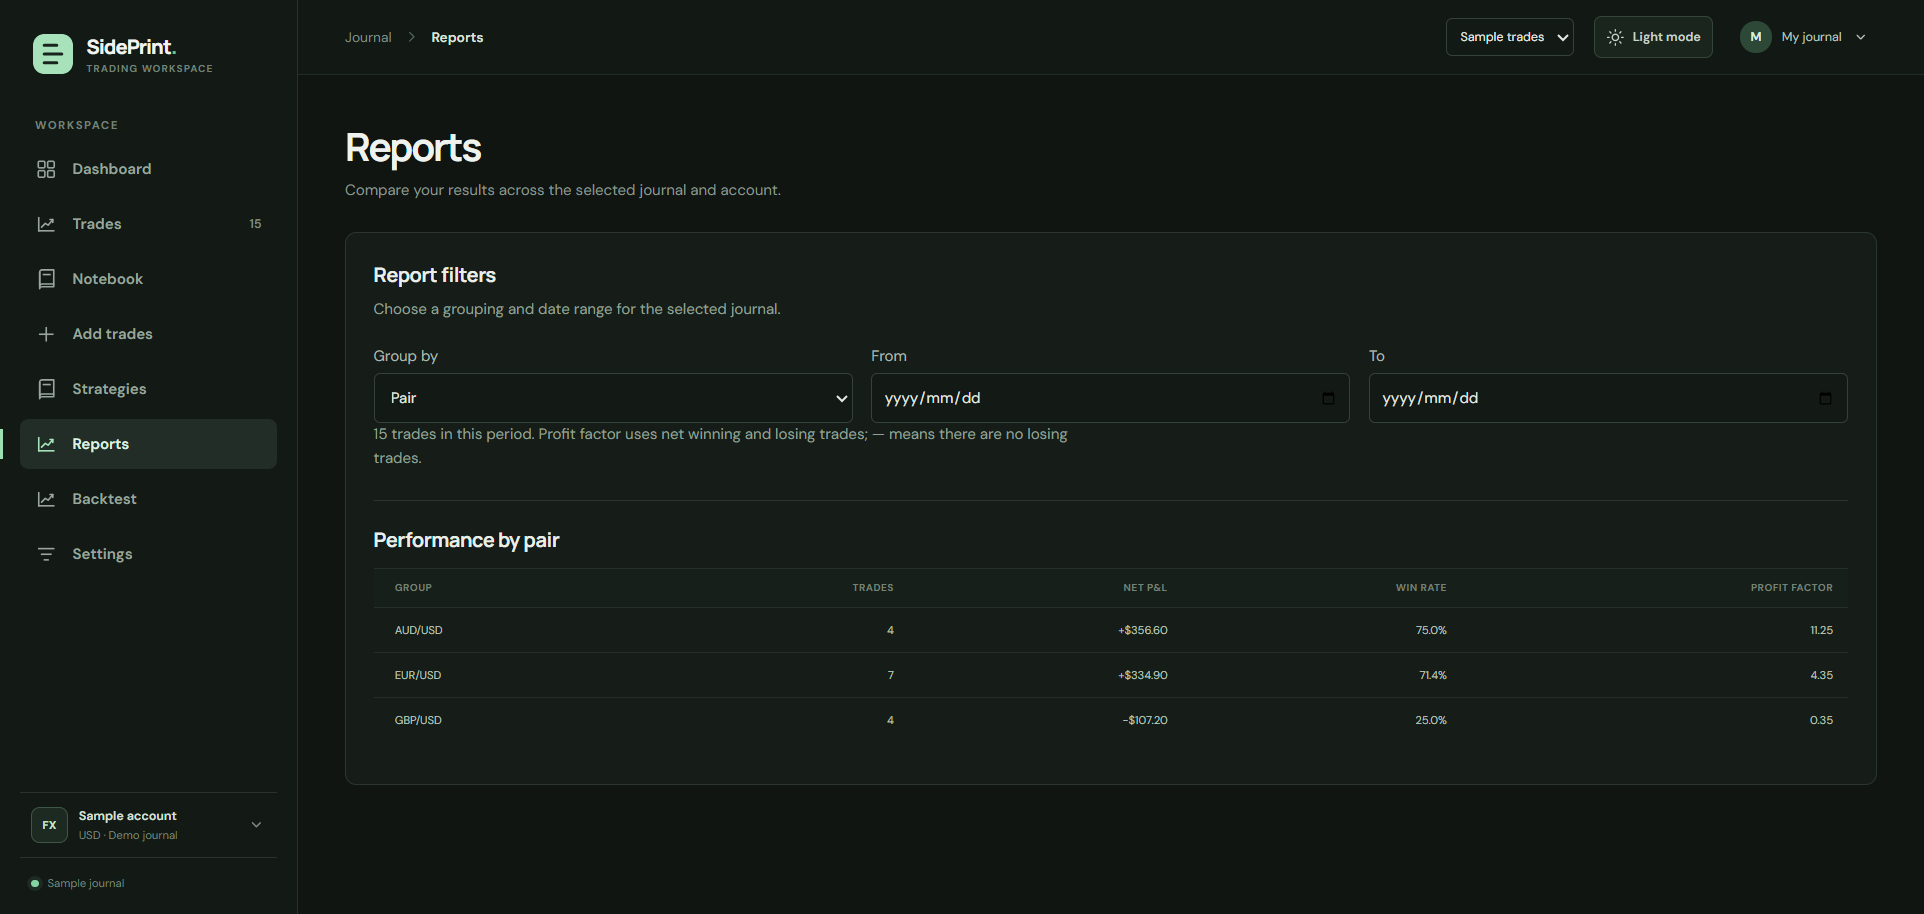 SidePrint.
TRADING WORKSPACE
WORKSPACE
Dashboard
Trades 15
Notebook
Add trades
Strategies
Reports
Backtest
Settings
FX
Sample account
USD · Demo journal
Sample journal
Journal > Reports
Sample trades
Light mode
M My journal
Reports
Compare your results across the selected journal and account.
Report filters
Choose a grouping and date range for the selected journal.
Group by From To
Pair yyyy/mm/dd yyyy/mm/dd
15 trades in this period. Profit factor uses net winning and losing trades; — means there are no losing
trades.
Performance by pair
GROUP TRADES NET P&L WIN RATE PROFIT FACTOR
AUD/USD 4 +$356.60 75.0% 11.25
EUR/USD 7 +$334.90 71.4% 4.35
GBP/USD 4 -$107.20 25.0% 0.35